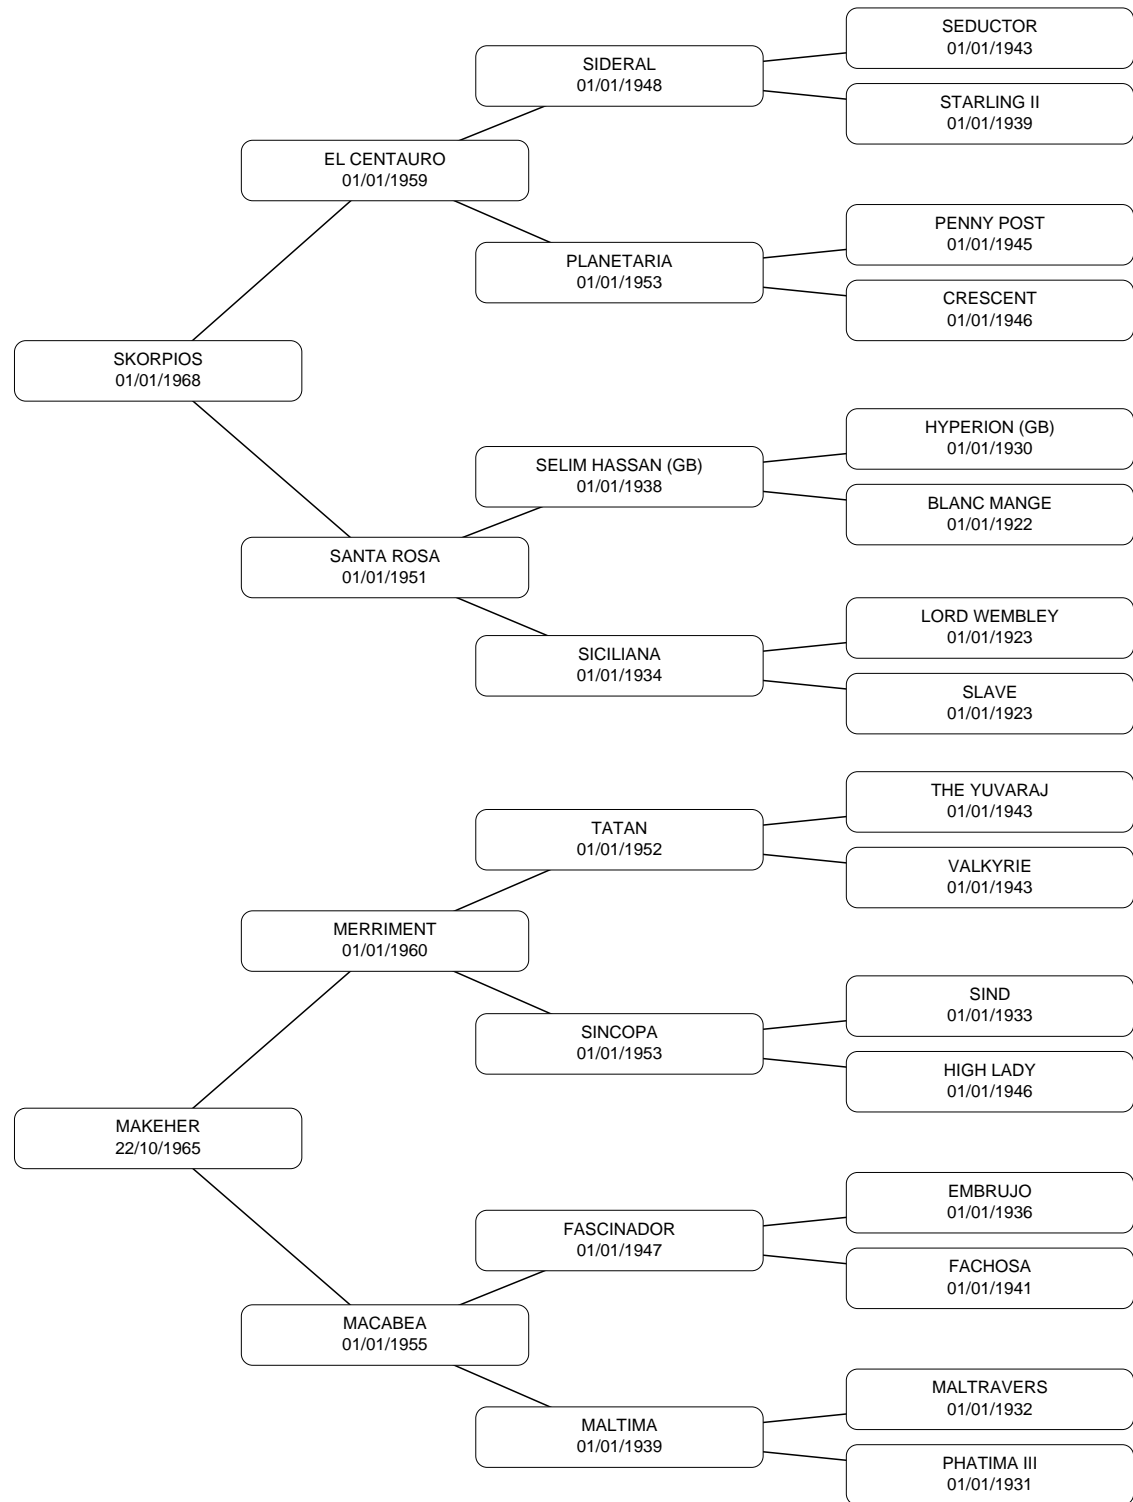 SEDUCTOR
01/01/1943
SIDERAL
01/01/1948
STARLING II
01/01/1939
EL CENTAURO
01/01/1959
PENNY POST
01/01/1945
PLANETARIA
01/01/1953
CRESCENT
01/01/1946
SKORPIOS
01/01/1968
HYPERION (GB)
01/01/1930
SELIM HASSAN (GB)
01/01/1938
BLANC MANGE
01/01/1922
SANTA ROSA
01/01/1951
LORD WEMBLEY
01/01/1923
SICILIANA
01/01/1934
SLAVE
01/01/1923
THE YUVARAJ
01/01/1943
TATAN
01/01/1952
VALKYRIE
01/01/1943
MERRIMENT
01/01/1960
SIND
01/01/1933
SINCOPA
01/01/1953
HIGH LADY
01/01/1946
MAKEHER
22/10/1965
EMBRUJO
01/01/1936
FASCINADOR
01/01/1947
FACHOSA
01/01/1941
MACABEA
01/01/1955
MALTRAVERS
01/01/1932
MALTIMA
01/01/1939
PHATIMA III
01/01/1931